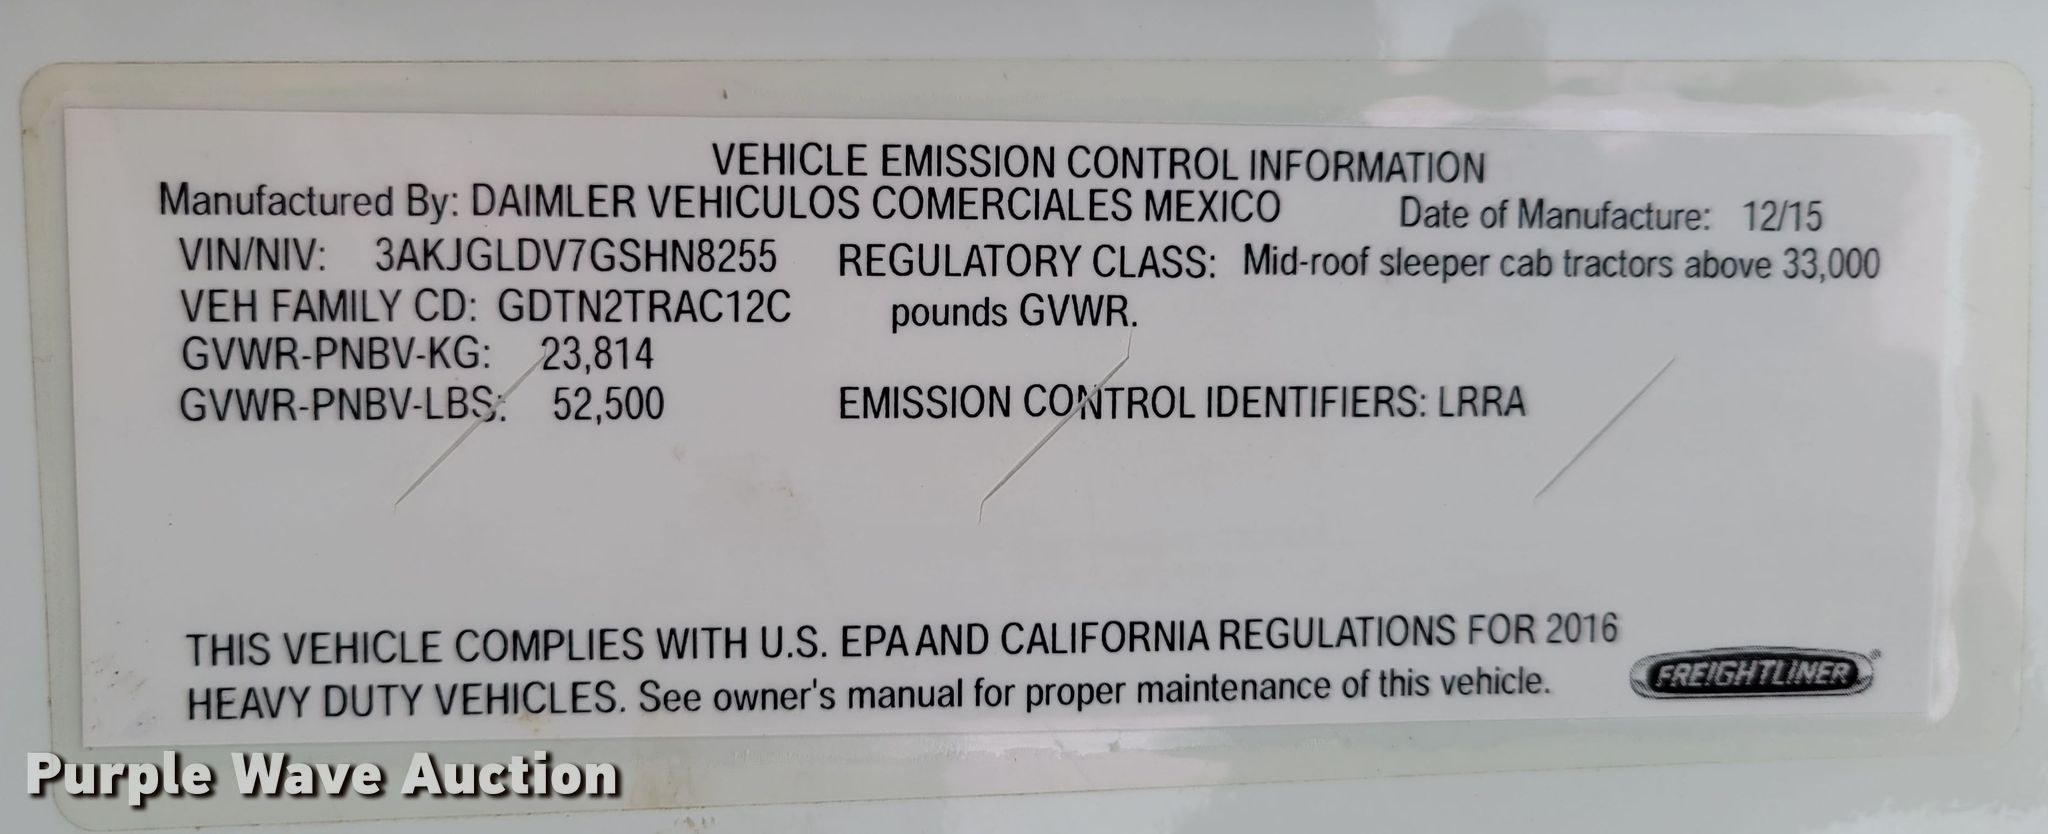 VEHICLE EMISSION CONTROL INFORMATION
Manufactured By: DAIMLER VEHICULOS COMERCIALES MEXICO Date of Manufacture: 12/15
VIN/NIV: 3AKJGLDV7GSHN8255 REGULATORY CLASS: Mid-roof sleeper cab tractors above 33,000
VEH FAMILY CD: GDTN2TRAC12C pounds GVWR.
GVWR-PNBV-KG: 23,814
GVWR-PNBV-LBS: 52,500 EMISSION CONTROL IDENTIFIERS: LRRA
THIS VEHICLE COMPLIES WITH U.S. EPA AND CALIFORNIA REGULATIONS FOR 2016
HEAVY DUTY VEHICLES. See owner's manual for proper maintenance of this vehicle.
FREIGHTLINER®
Purple Wave Auction